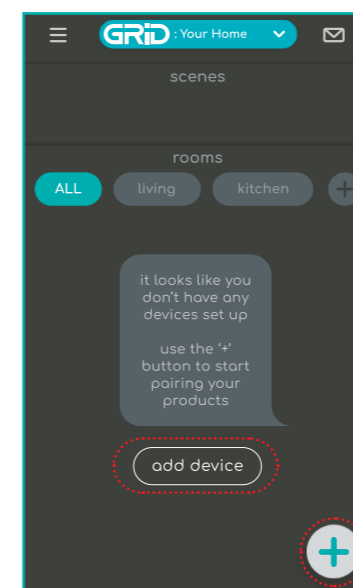 GRiD : Your Home
scenes
rooms
ALL living kitchen +
it looks like you
don't have any
devices set up
use the '+'
button to start
pairing your
products
add device
+